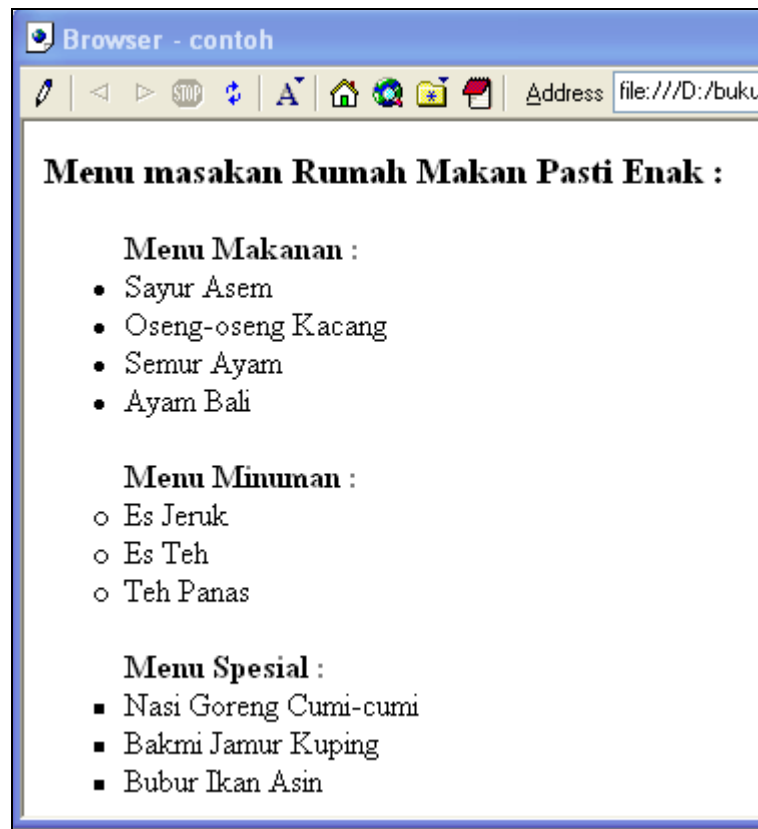 Browser - contoh
STOP A Address file:///D:/buku
Menu masakan Rumah Makan Pasti Enak :
Menu Makanan :
• Sayur Asem
• Oseng-oseng Kacang
• Semur Ayam
• Ayam Bali
Menu Minuman :
○ Es Jeruk
○ Es Teh
○ Teh Panas
Menu Spesial :
▪ Nasi Goreng Cumi-cumi
▪ Bakmi Jamur Kuping
▪ Bubur Ikan Asin